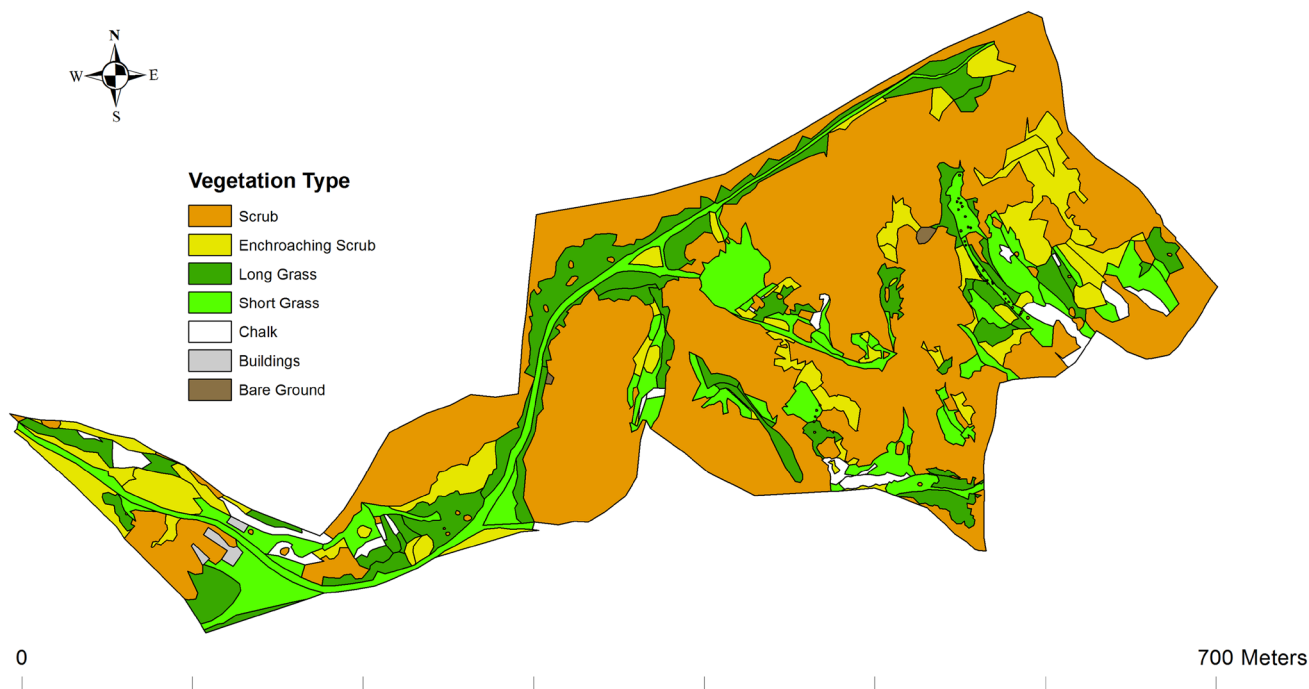 N
W E
S
Vegetation Type
Scrub
Enchroaching Scrub
Long Grass
Short Grass
Chalk
Buildings
Bare Ground
0 700 Meters